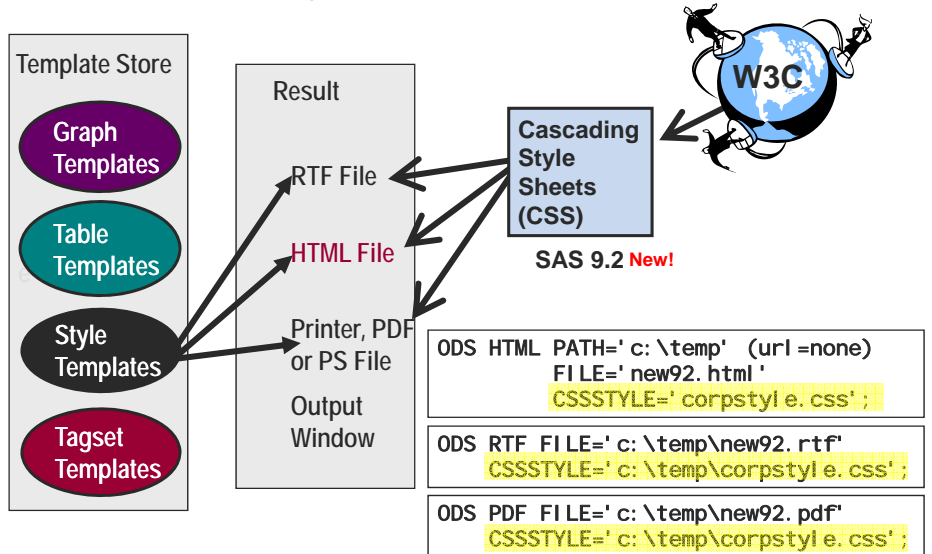 Template Store
Graph
Templates
Table
Templates
Style
Templates
Tagset
Templates
Result
RTF File
HTML File
Printer, PDF
or PS File
Output
Window
Cascading
Style
Sheets
(CSS)
SAS 9.2 New!
W3C
ODS HTML PATH='c:\temp' (url=none)
FILE='new92.html'
CSSSTYLE='corpstyle.css';
ODS RTF FILE='c:\temp\new92.rtf'
CSSSTYLE='c:\temp\corpstyle.css';
ODS PDF FILE='c:\temp\new92.pdf'
CSSSTYLE='c:\temp\corpstyle.css';